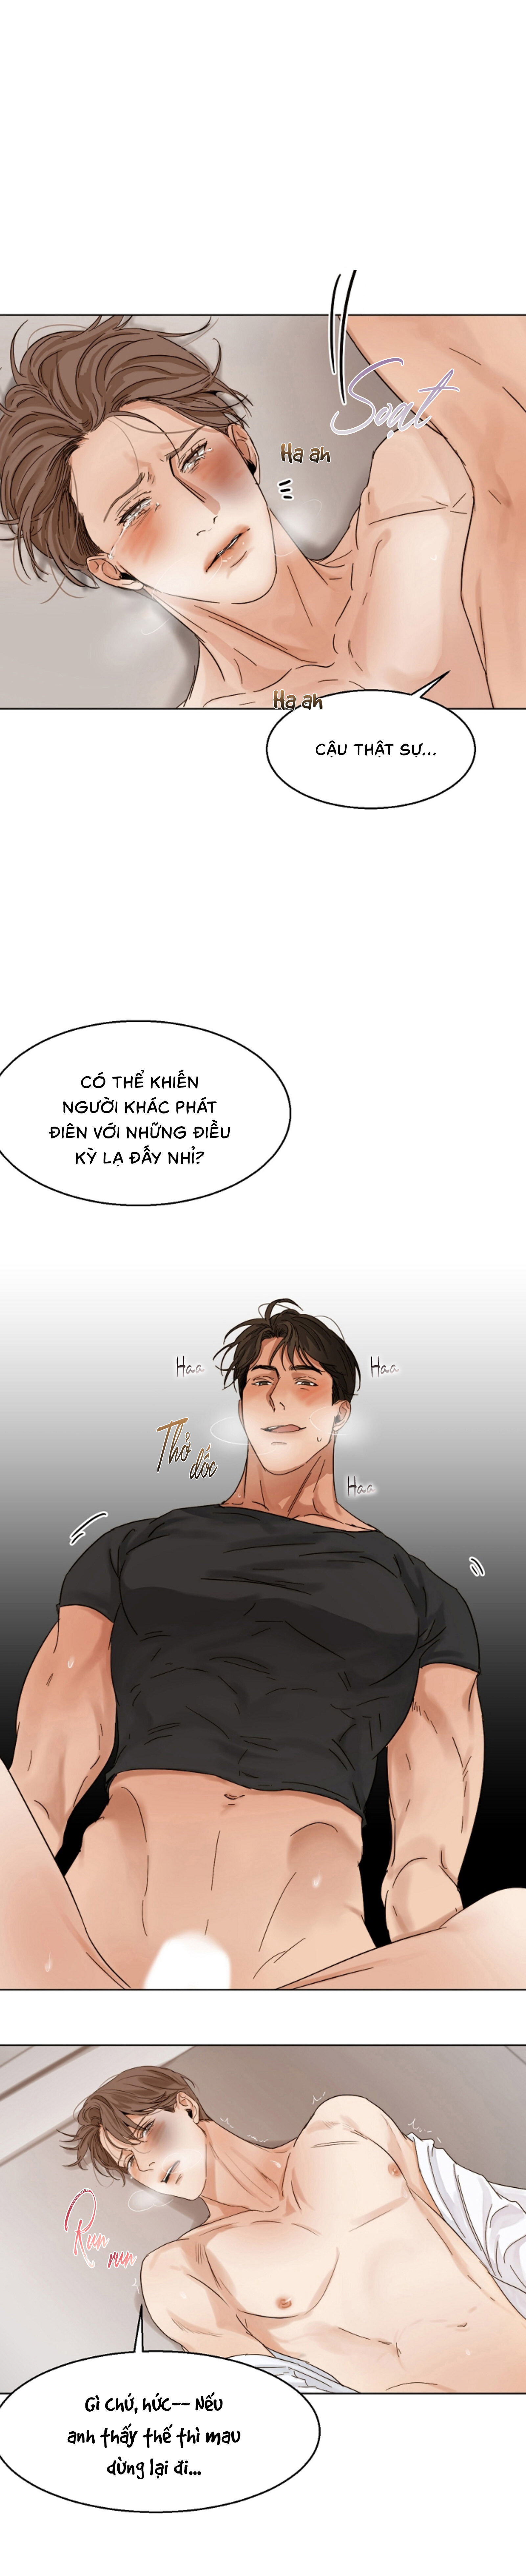 Soạt
Ha ah
Ha ah
CẬU THẬT SỰ...
CÓ THỂ KHIẾN
NGƯỜI KHÁC PHÁT
ĐIÊN VỚI NHỮNG ĐIỀU
KỲ LẠ ĐẤY NHỈ?
Haa
Haa
Thở
dốc
Haa
Run
run
Gì chứ, hức-- Nếu
anh thấy thế thì mau
dừng lại đi...